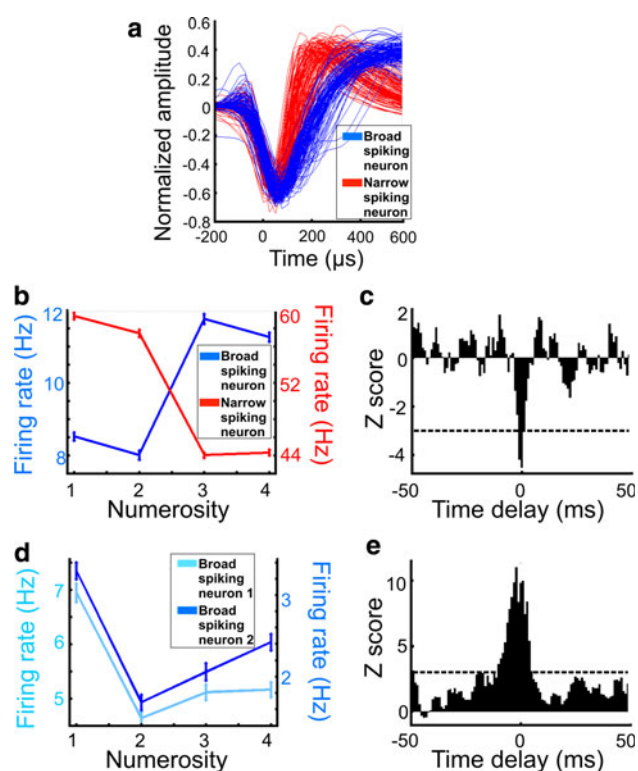 a
Normalized amplitude
0.6
0.4
0.2
0
-0.2
-0.4
-0.6
-0.8
-200 0 200 400 600
Time (µs)
Broad
spiking
neuron
Narrow
spiking
neuron
b
Firing rate (Hz)
12
10
8
60
52
44
Firing rate (Hz)
Broad
spiking
neuron
Narrow
spiking
neuron
1 2 3 4
Numerosity
c
Z score
2
0
-2
-4
-50 0 50
Time delay (ms)
d
Firing rate (Hz)
7
6
5
3
2
Firing rate (Hz)
Broad
spiking
neuron 1
Broad
spiking
neuron 2
1 2 3 4
Numerosity
e
Z score
10
5
0
-50 0 50
Time delay (ms)